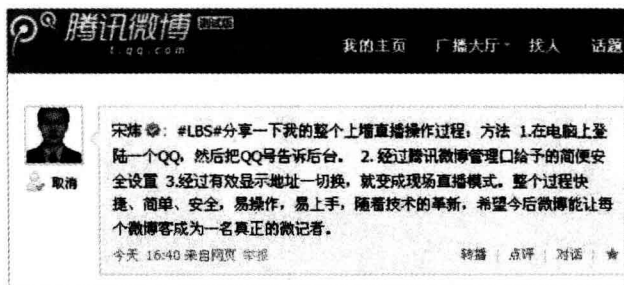 腾讯微博 测试版
t.qq.com
我的主页 广播大厅 找人 话题
宋炜：#LBS#分享一下我的整个上墙直播操作过程；方法 1.在电脑上登
陆一个QQ，然后把QQ号告诉后台。 2. 经过腾讯微博管理口给予的简便安
全设置 3.经过有效显示地址一切换，就变成现场直播模式。整个过程快
捷、简单、安全，易操作，易上手，随着技术的革新，希望今后微博能让每
个微博客成为一名真正的微记者。
取消
今天 16:40 来自网页 举报
转播 | 点评 | 对话 |